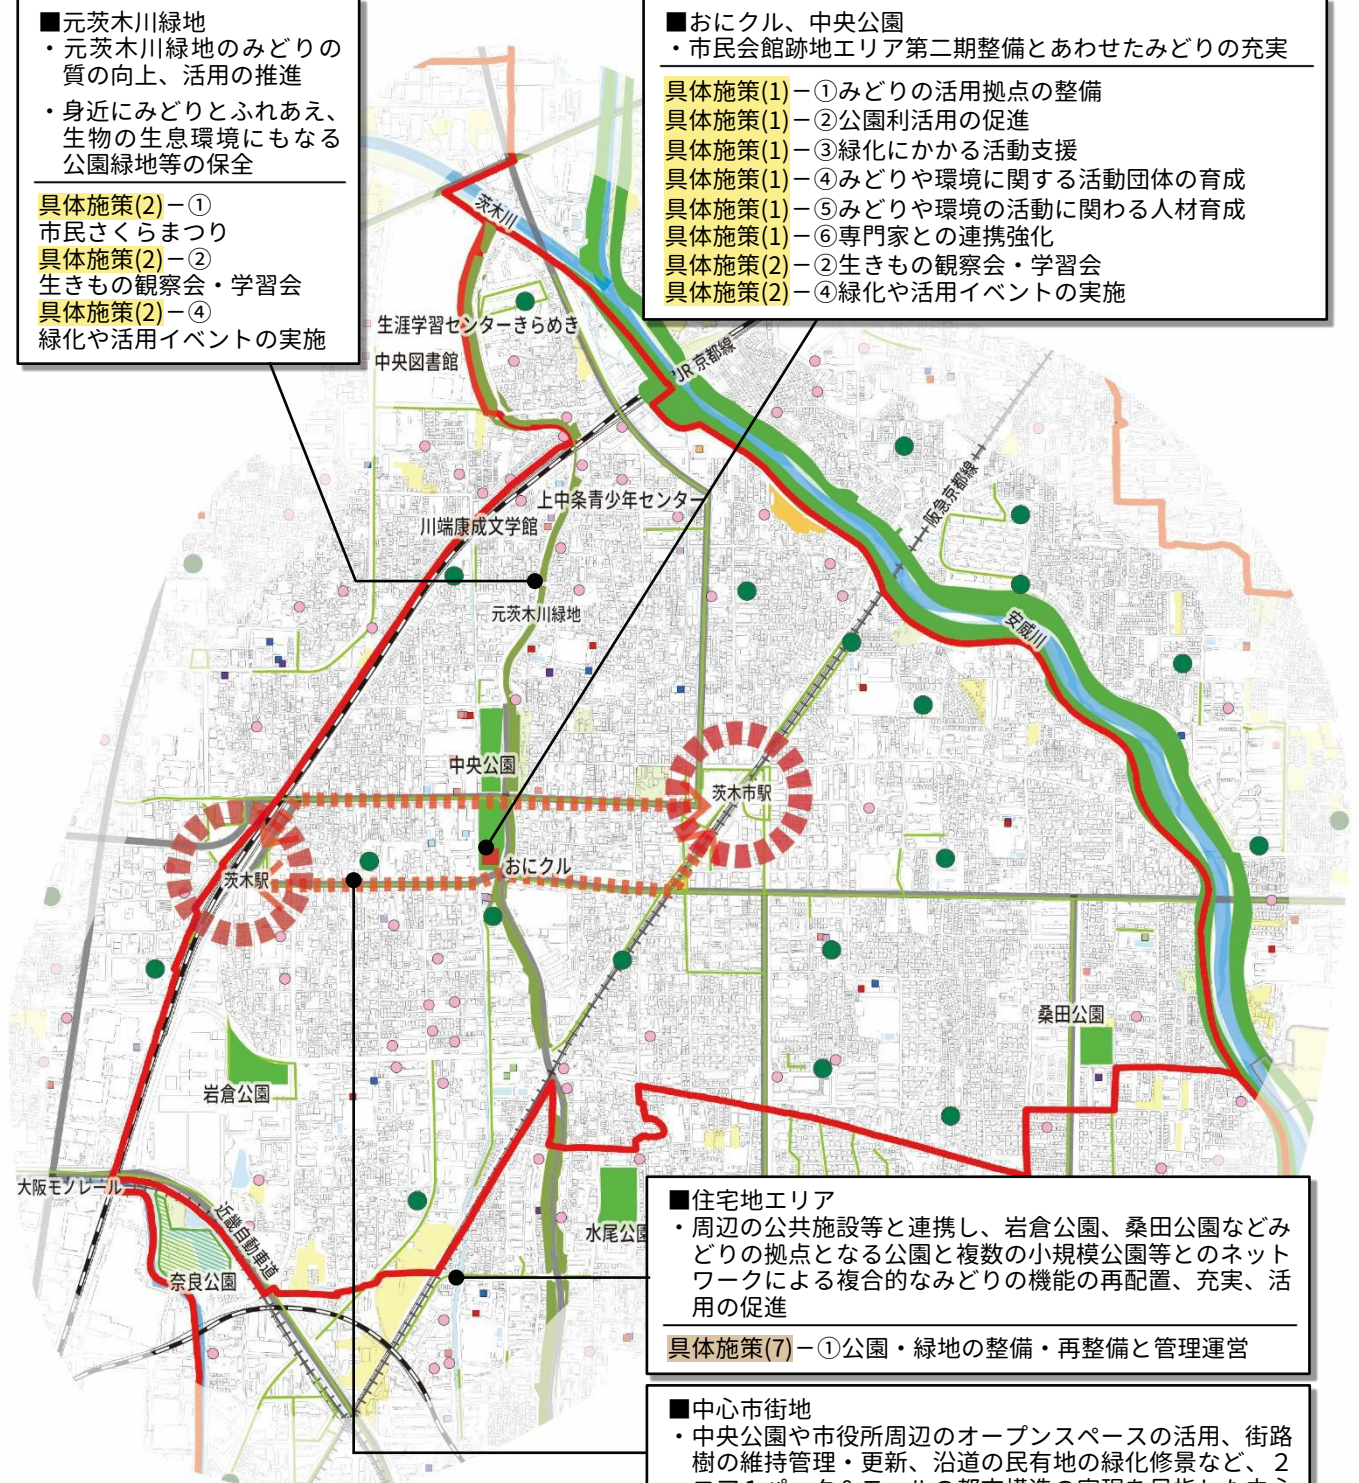 ■元茨木川緑地
・元茨木川緑地のみどりの
質の向上、活用の推進
・身近にみどりとふれあえ、
生物の生息環境にもなる
公園緑地等の保全
具体施策(2)－①
市民さくらまつり
具体施策(2)－②
生きもの観察会・学習会
具体施策(2)－④
緑化や活用イベントの実施
■おにクル、中央公園
・市民会館跡地エリア第二期整備とあわせたみどりの充実
具体施策(1)－①みどりの活用拠点の整備
具体施策(1)－②公園利活用の促進
具体施策(1)－③緑化にかかる活動支援
具体施策(1)－④みどりや環境に関する活動団体の育成
具体施策(1)－⑤みどりや環境の活動に関わる人材育成
具体施策(1)－⑥専門家との連携強化
具体施策(2)－②生きもの観察会・学習会
具体施策(2)－④緑化や活用イベントの実施
茨木川
生涯学習センターきらめき
中央図書館
JR京都線
阪急京都線
上中条青少年センター
川端康成文学館
元茨木川緑地
安威川
中央公園
茨木市駅
おにクル
茨木駅
桑田公園
岩倉公園
大阪モノレール
近畿自動車道
奈良公園
水尾公園
■住宅地エリア
・周辺の公共施設等と連携し、岩倉公園、桑田公園などみ
どりの拠点となる公園と複数の小規模公園等とのネット
ワークによる複合的なみどりの機能の再配置、充実、活
用の促進
具体施策(7)－①公園・緑地の整備・再整備と管理運営
■中心市街地
・中央公園や市役所周辺のオープンスペースの活用、街路
樹の維持管理・更新、沿道の民有地の緑化修景など、２
コア１パーク＆モールの都市構造の実現を目指した中心